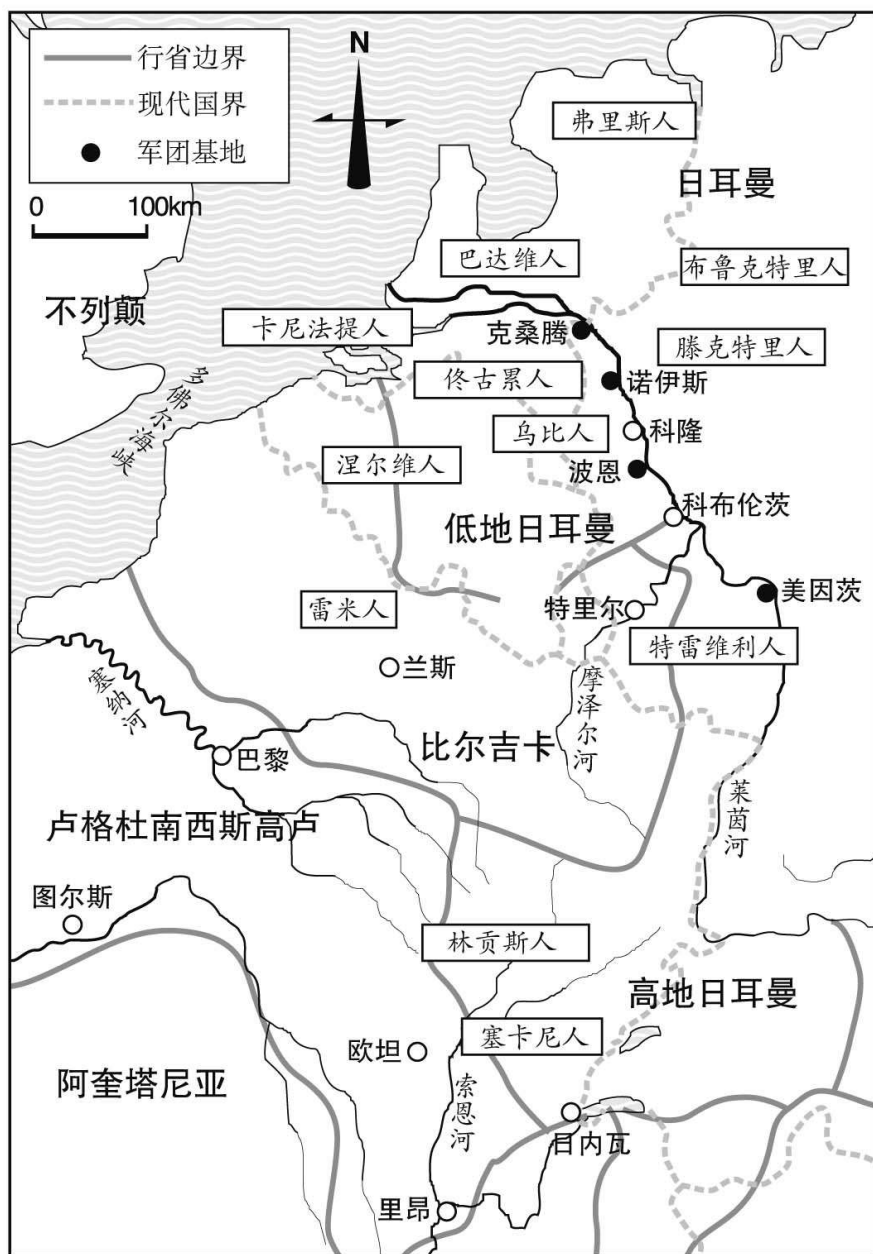 行省边界
现代国界
军团基地
0 100km
N
弗里斯人
日耳曼
巴达维人
布鲁克特里人
不列颠
卡尼法提人
克桑腾
滕克特里人
佟古累人
诺伊斯
多佛尔海峡
乌比人
科隆
涅尔维人
波恩
科布伦茨
低地日耳曼
美因茨
雷米人
特里尔
特雷维利人
兰斯
塞纳河
摩泽尔河
巴黎
比尔吉卡
莱茵河
卢格杜南西斯高卢
图尔斯
林贡斯人
高地日耳曼
塞卡尼人
欧坦
阿奎塔尼亚
索恩河
日内瓦
里昂